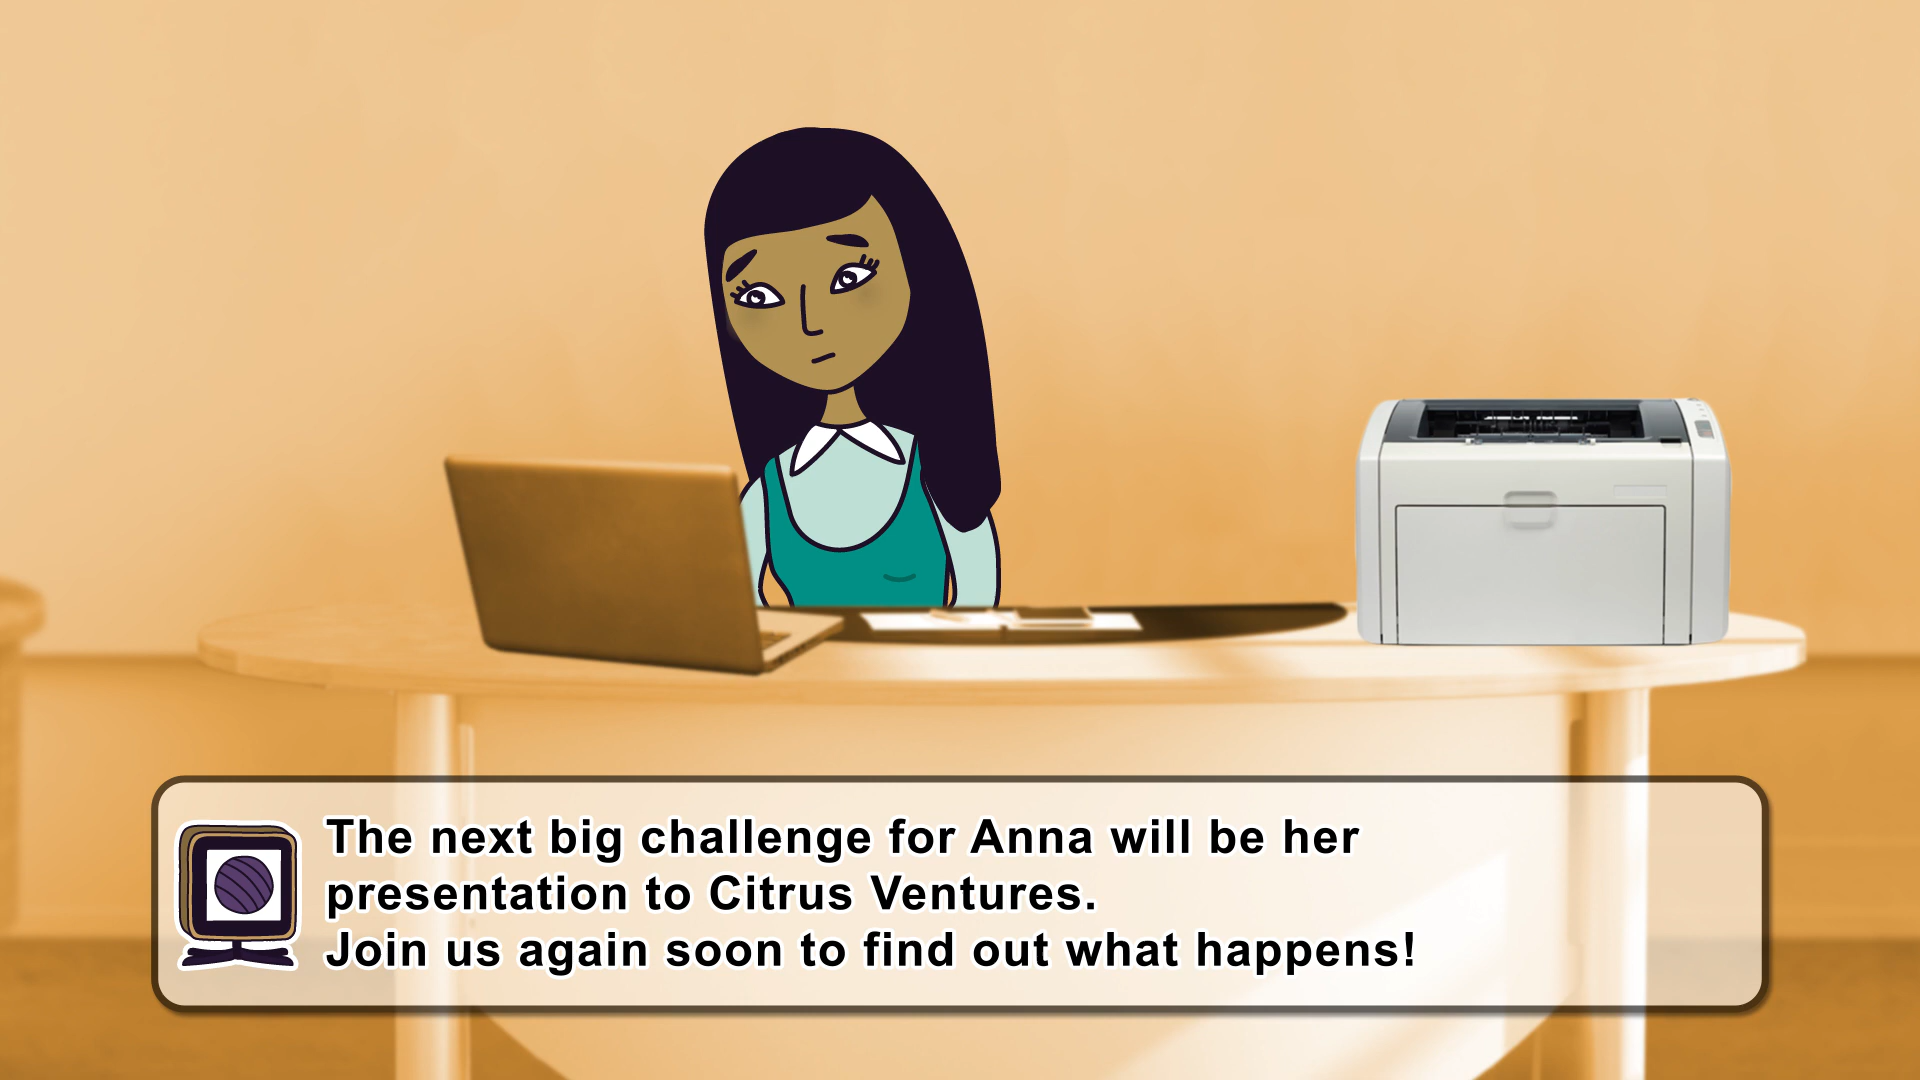 The next big challenge for Anna will be her
presentation to Citrus Ventures.
Join us again soon to find out what happens!